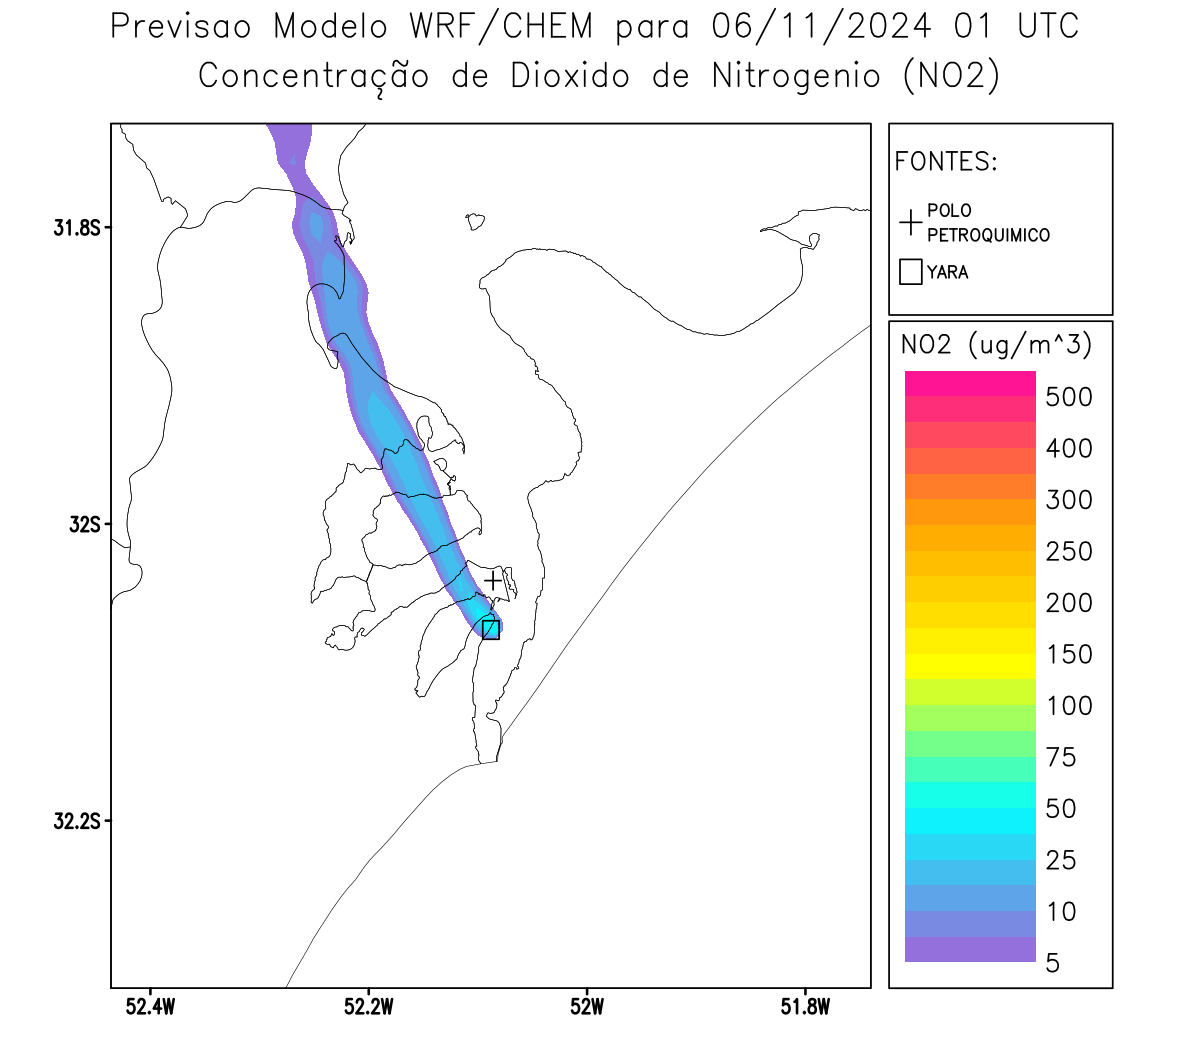 Previsao Modelo WRF/CHEM para 06/11/2024 01 UTC
Concentração de Dioxido de Nitrogenio (NO2)
FONTES:
POLO
PETROQUIMICO
YARA
31.8S
32S
32.2S
52.4W
52.2W
52W
51.8W
NO2 (ug/m^3)
500
400
300
250
200
150
100
75
50
25
10
5